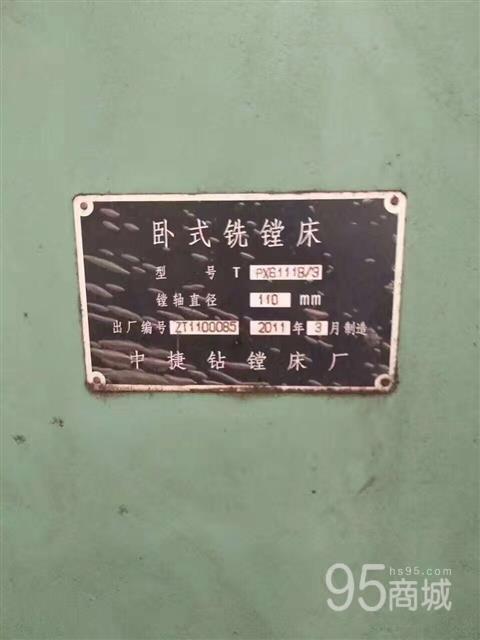 卧式铣镗床
型 号 T PX6111B/3
镗轴直径 110 mm
出厂编号 ZT1100085 2011 年 3 月制造
中捷钻镗床厂
hs95.com
95商城